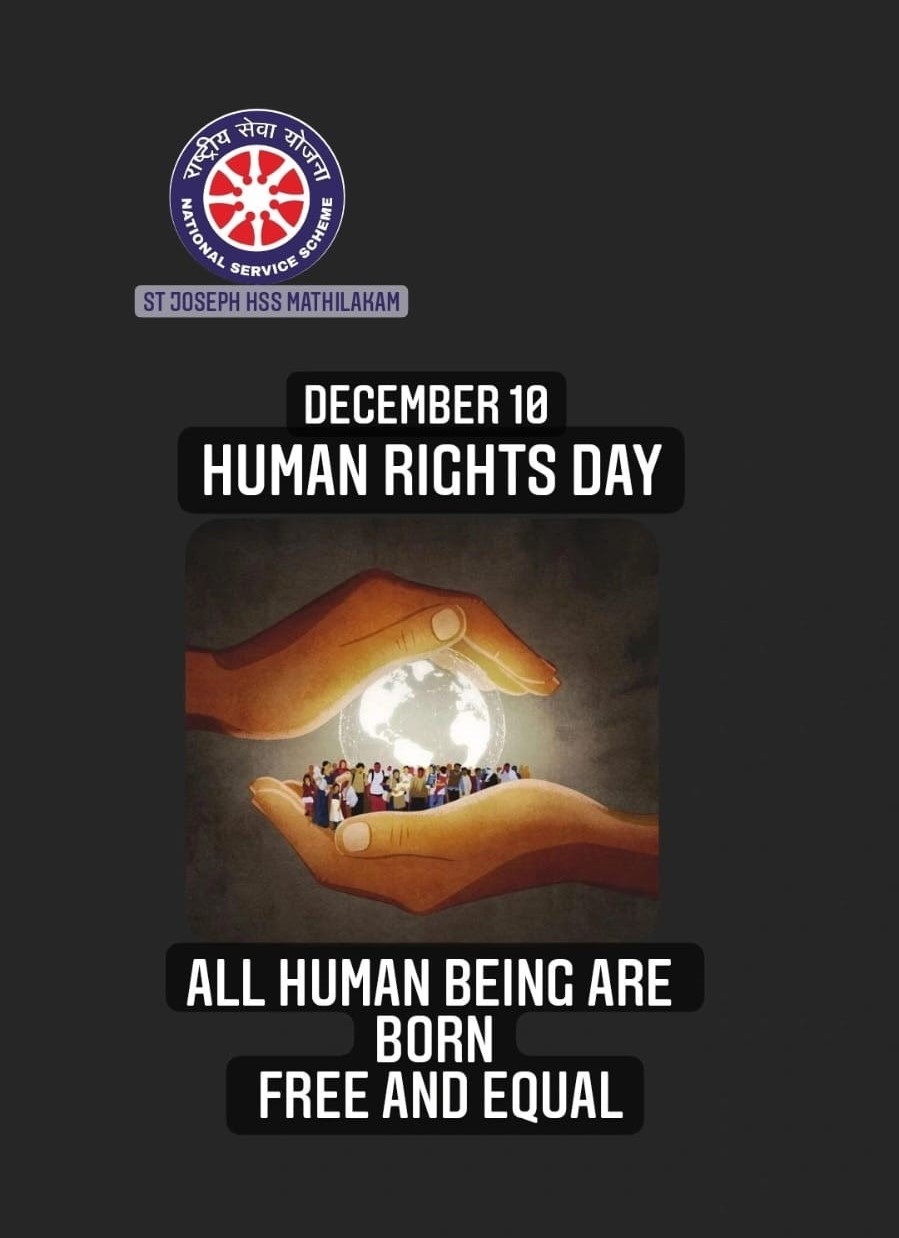 राष्ट्रीय सेवा योजना
NATIONAL SERVICE SCHEME
ST JOSEPH HSS MATHILAKAM
DECEMBER 10
HUMAN RIGHTS DAY
ALL HUMAN BEING ARE
BORN
FREE AND EQUAL